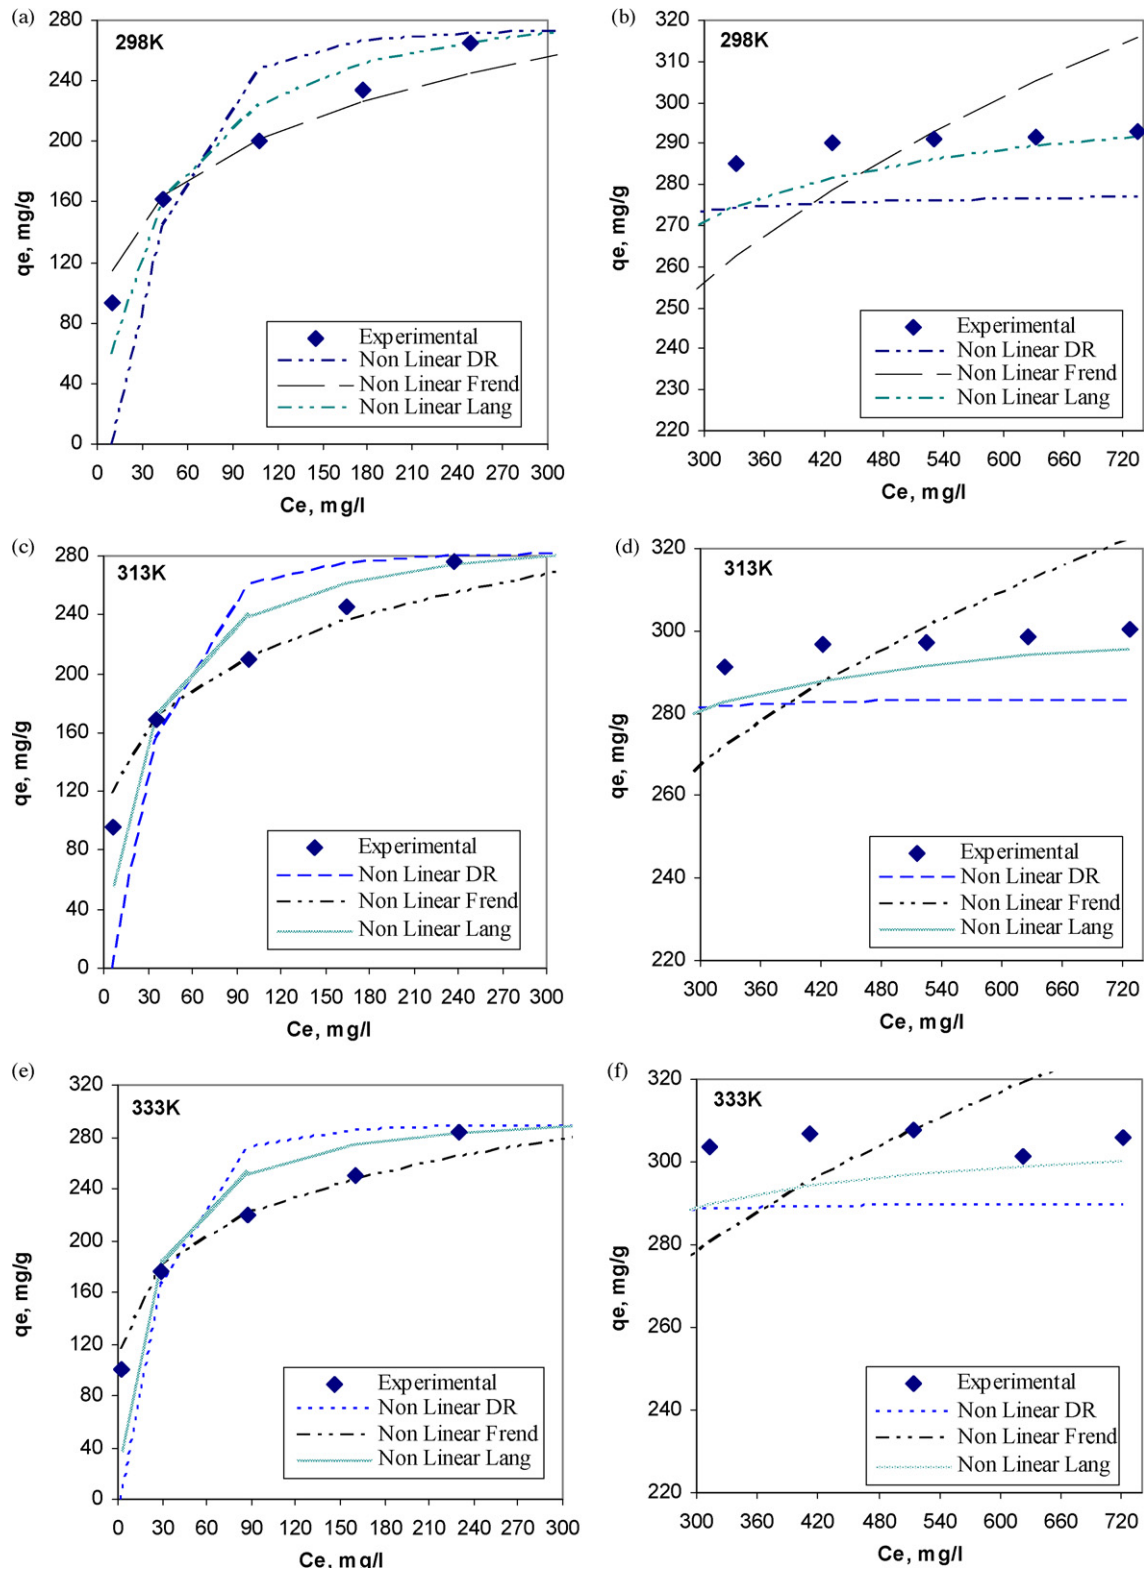 (a)
280
240
200
160
120
80
40
0
qe, mg/g
298K
Experimental
Non Linear DR
Non Linear Frend
Non Linear Lang
0 30 60 90 120 150 180 210 240 270 300
Ce, mg/l
(b)
320
310
300
290
280
270
260
250
240
230
220
qe, mg/g
298K
Experimental
Non Linear DR
Non Linear Frend
Non Linear Lang
300 360 420 480 540 600 660 720
Ce, mg/l
(c)
280
240
200
160
120
80
40
0
qe, mg/g
313K
Experimental
Non Linear DR
Non Linear Frend
Non Linear Lang
0 30 60 90 120 150 180 210 240 270 300
Ce, mg/l
(d)
320
300
280
260
240
220
qe, mg/g
313K
Experimental
Non Linear DR
Non Linear Frend
Non Linear Lang
300 360 420 480 540 600 660 720
Ce, mg/l
(e)
320
280
240
200
160
120
80
40
0
qe, mg/g
333K
Experimental
Non Linear DR
Non Linear Frend
Non Linear Lang
0 30 60 90 120 150 180 210 240 270 300
Ce, mg/l
(f)
320
300
280
260
240
220
qe, mg/g
333K
Experimental
Non Linear DR
Non Linear Frend
Non Linear Lang
300 360 420 480 540 600 660 720
Ce, mg/l